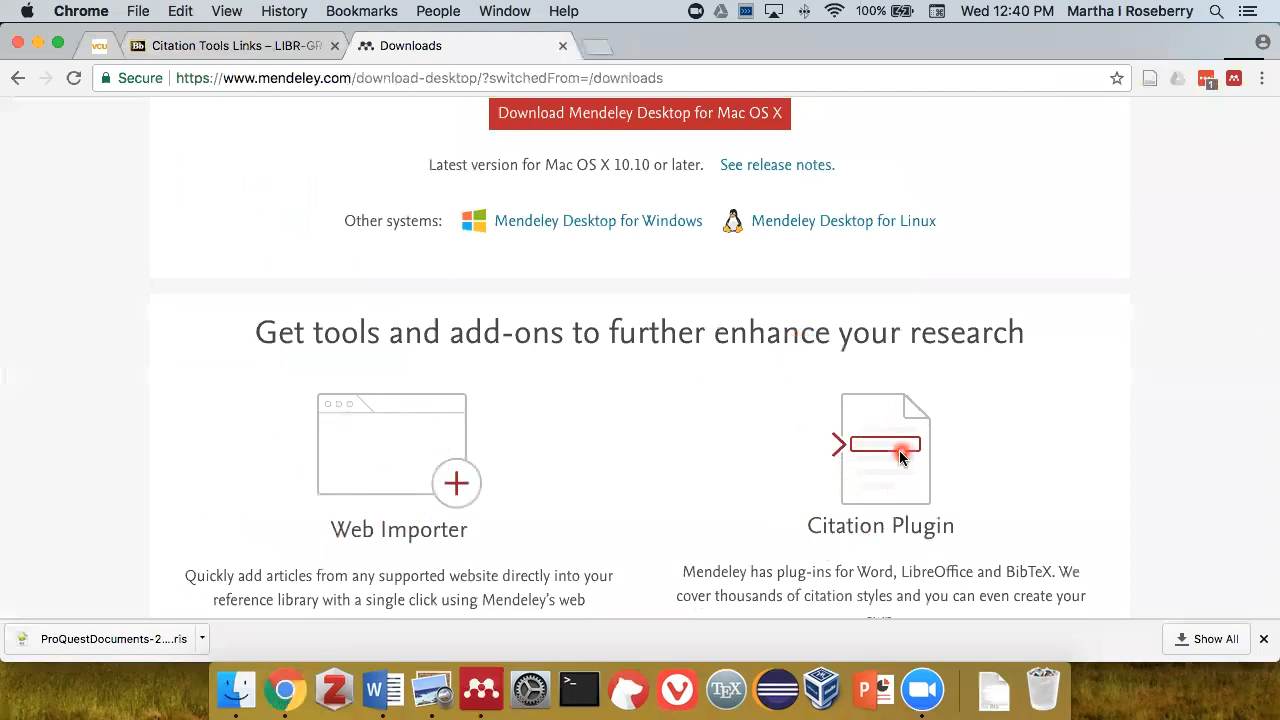 Chrome File Edit View History Bookmarks People Window Help 100% Wed 12:40 PM Martha I Roseberry
VCU Bb Citation Tools Links – LIBR-GR Downloads
Secure https://www.mendeley.com/download-desktop/?switchedFrom=/downloads 1
Download Mendeley Desktop for Mac OS X
Latest version for Mac OS X 10.10 or later. See release notes.
Other systems: Mendeley Desktop for Windows Mendeley Desktop for Linux
Get tools and add-ons to further enhance your research
Web Importer
Citation Plugin
Quickly add articles from any supported website directly into your
reference library with a single click using Mendeley's web
Mendeley has plug-ins for Word, LibreOffice and BibTeX. We
cover thousands of citation styles and you can even create your
ProQuestDocuments-2....ris Show All
Z W TEX P